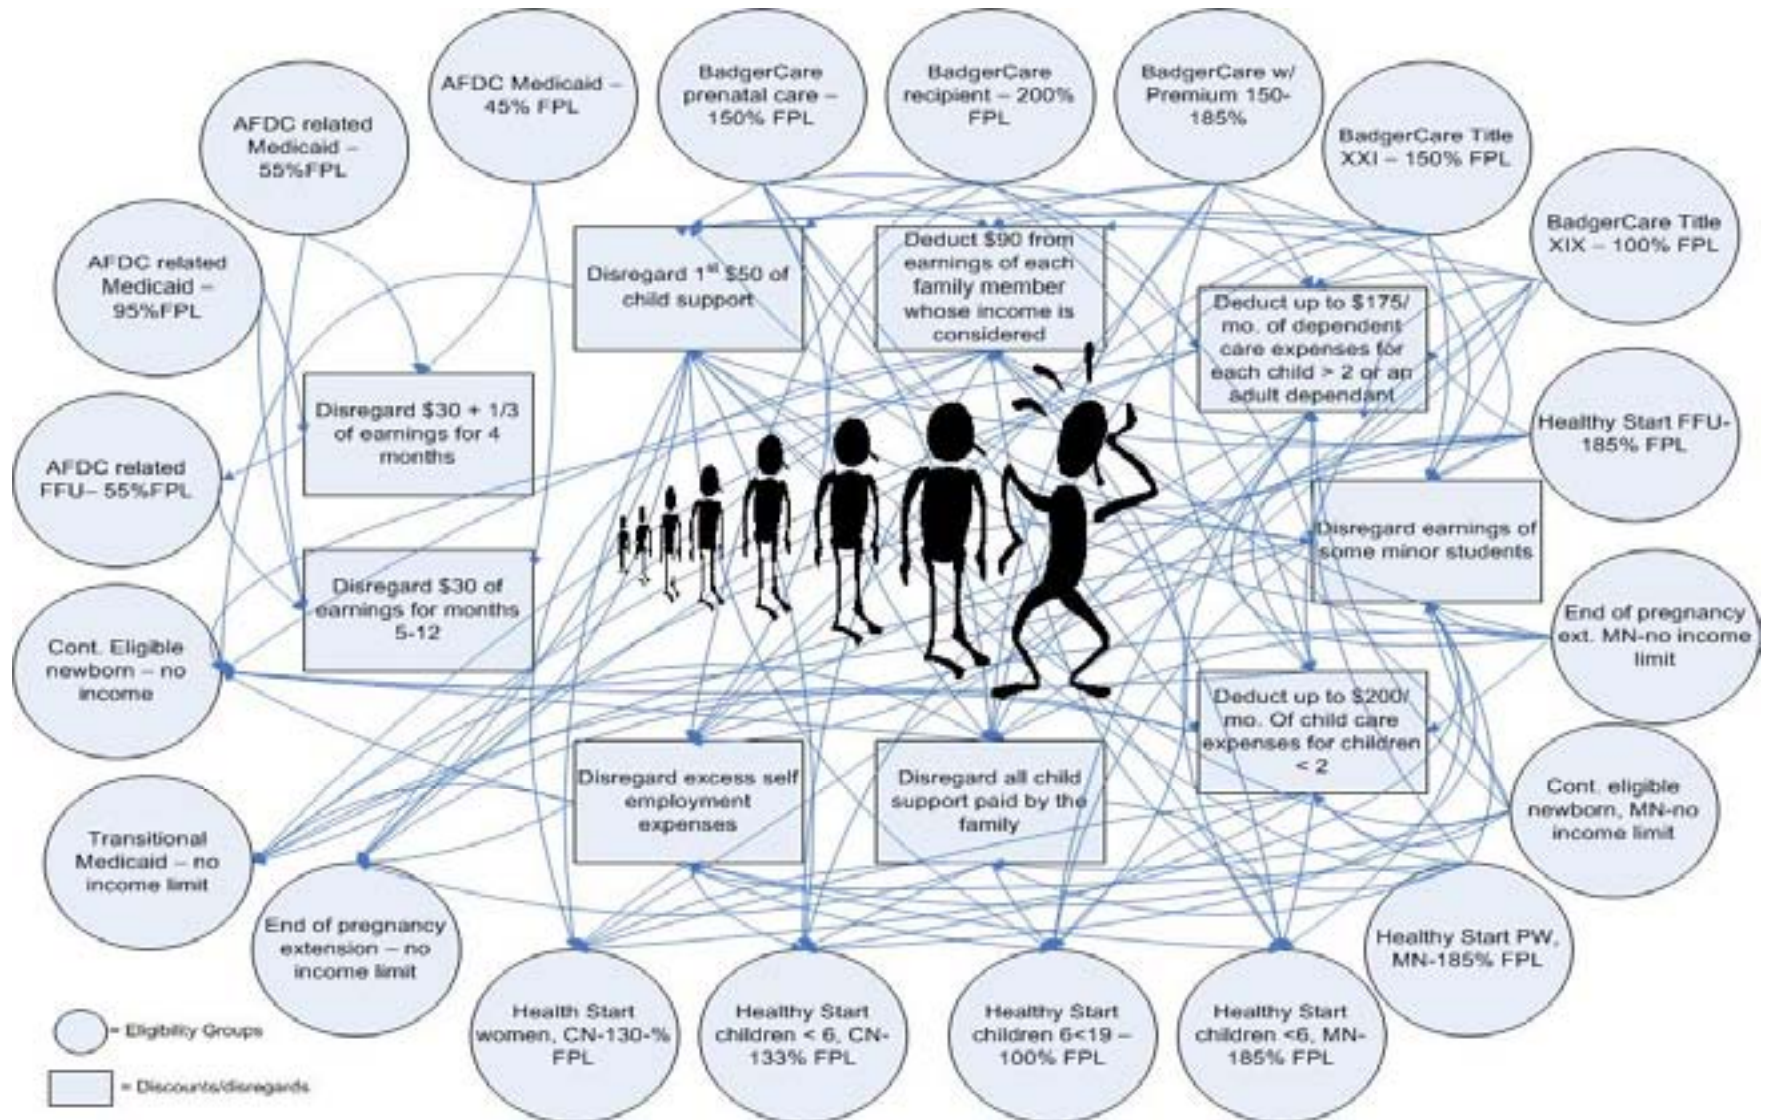 AFDC Medicaid –
45% FPL
BadgerCare
prenatal care –
150% FPL
BadgerCare
recipient – 200%
FPL
BadgerCare w/
Premium 150-
185%
AFDC related
Medicaid –
55%FPL
BadgerCare Title
XXI – 150% FPL
BadgerCare Title
XIX – 100% FPL
AFDC related
Medicaid –
95%FPL
Disregard 1st $50 of
child support
Deduct $90 from
earnings of each
family member
whose income is
considered
Deduct up to $175/
mo. of dependent
care expenses for
each child > 2 or an
adult dependant
Disregard $30 + 1/3
of earnings for 4
months
Healthy Start FFU-
185% FPL
AFDC related
FFU– 55%FPL
Disregard earnings of
some minor students
Disregard $30 of
earnings for months
5-12
End of pregnancy
ext. MN-no income
limit
Cont. Eligible
newborn – no
income
Deduct up to $200/
mo. Of child care
expenses for children
< 2
Disregard excess self
employment
expenses
Disregard all child
support paid by the
family
Cont. eligible
newborn, MN-no
income limit
Transitional
Medicaid – no
income limit
End of pregnancy
extension – no
income limit
Healthy Start PW,
MN-185% FPL
Health Start
women, CN-130-%
FPL
Healthy Start
children < 6, CN-
133% FPL
Healthy Start
children 6<19 –
100% FPL
Healthy Start
children <6, MN-
185% FPL
= Eligibility Groups
= Discounts/disregards